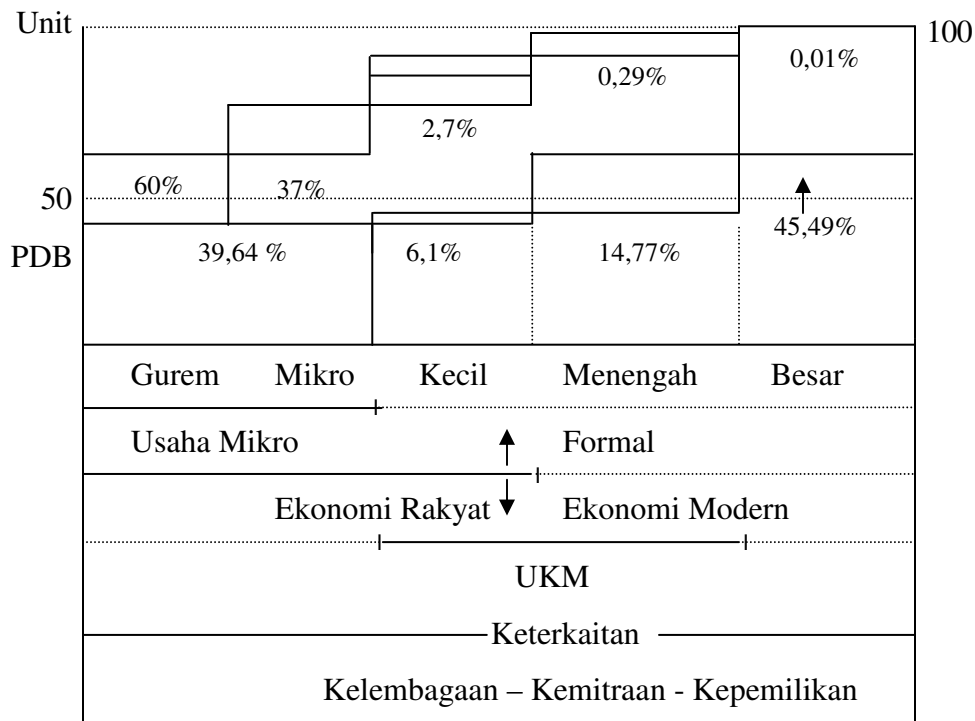 Unit
100
0,01%
0,29%
2,7%
60% 37%
50
45,49%
PDB 39,64 % 6,1% 14,77%
Gurem Mikro Kecil Menengah Besar
Usaha Mikro Formal
Ekonomi Rakyat Ekonomi Modern
UKM
Keterkaitan
Kelembagaan – Kemitraan - Kepemilikan